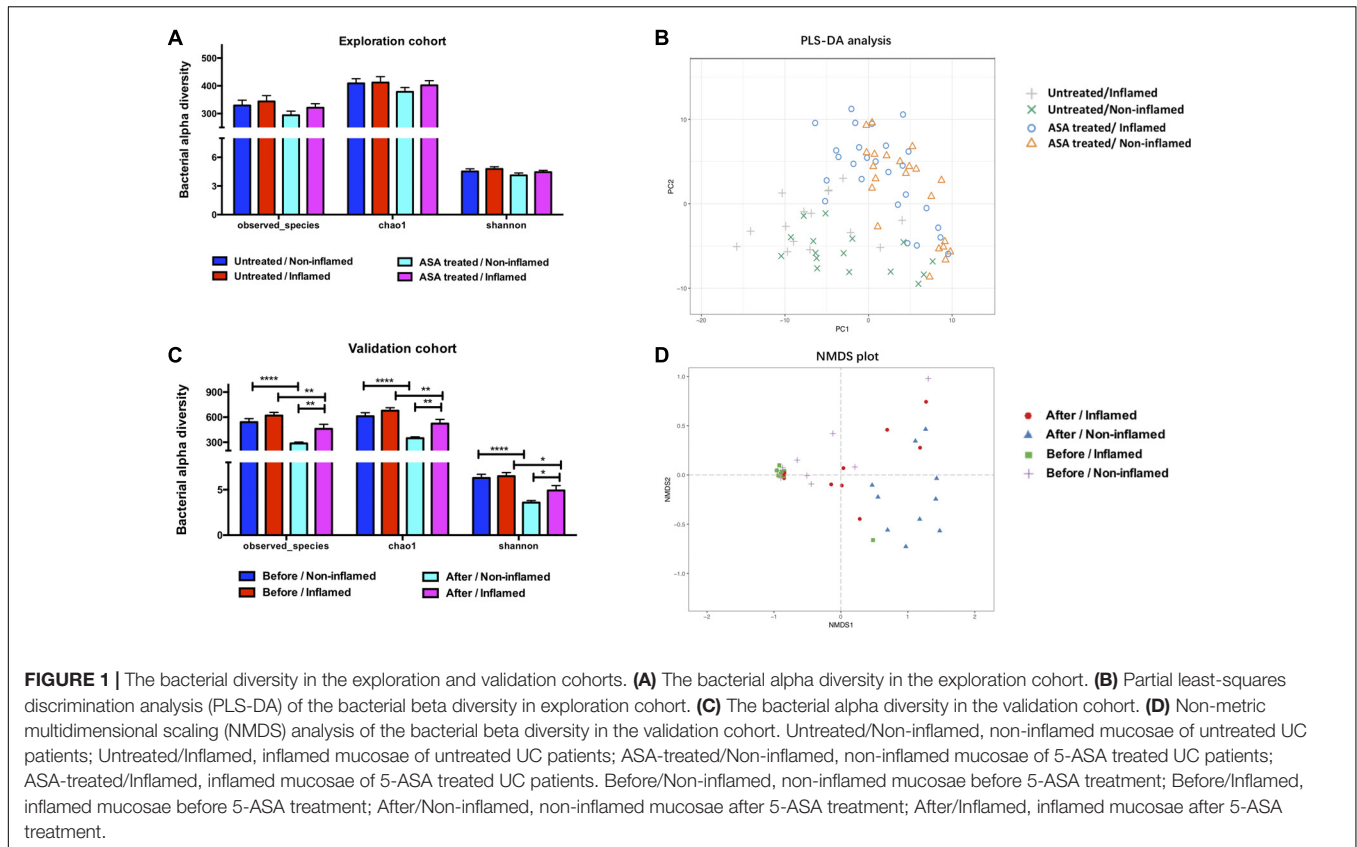 A
Exploration cohort
Bacterial alpha diversity
500
400
300
6
3
0
observed_species
chao1
shannon
Untreated / Non-inflamed
Untreated / Inflamed
ASA treated / Non-inflamed
ASA treated / Inflamed
B
PLS-DA analysis
PC2
10
0
-10
-20
-10
0
10
PC1
Untreated/Inflamed
Untreated/Non-inflamed
ASA treated/ Inflamed
ASA treated/ Non-inflamed
C
Validation cohort
Bacterial alpha diversity
900
600
300
5
0
****
**
**
****
**
**
****
*
*
observed_species
chao1
shannon
Before / Non-inflamed
Before / Inflamed
After / Non-inflamed
After / Inflamed
D
NMDS plot
NMDS2
1.0
0.5
0.0
-0.5
-1.0
-2
-1
0
1
2
NMDS1
After / Inflamed
After / Non-inflamed
Before / Inflamed
Before / Non-inflamed
FIGURE 1 | The bacterial diversity in the exploration and validation cohorts. (A) The bacterial alpha diversity in the exploration cohort. (B) Partial least-squares
discrimination analysis (PLS-DA) of the bacterial beta diversity in exploration cohort. (C) The bacterial alpha diversity in the validation cohort. (D) Non-metric
multidimensional scaling (NMDS) analysis of the bacterial beta diversity in the validation cohort. Untreated/Non-inflamed, non-inflamed mucosae of untreated UC
patients; Untreated/Inflamed, inflamed mucosae of untreated UC patients; ASA-treated/Non-inflamed, non-inflamed mucosae of 5-ASA treated UC patients;
ASA-treated/Inflamed, inflamed mucosae of 5-ASA treated UC patients. Before/Non-inflamed, non-inflamed mucosae before 5-ASA treatment; Before/Inflamed,
inflamed mucosae before 5-ASA treatment; After/Non-inflamed, non-inflamed mucosae after 5-ASA treatment; After/Inflamed, inflamed mucosae after 5-ASA
treatment.